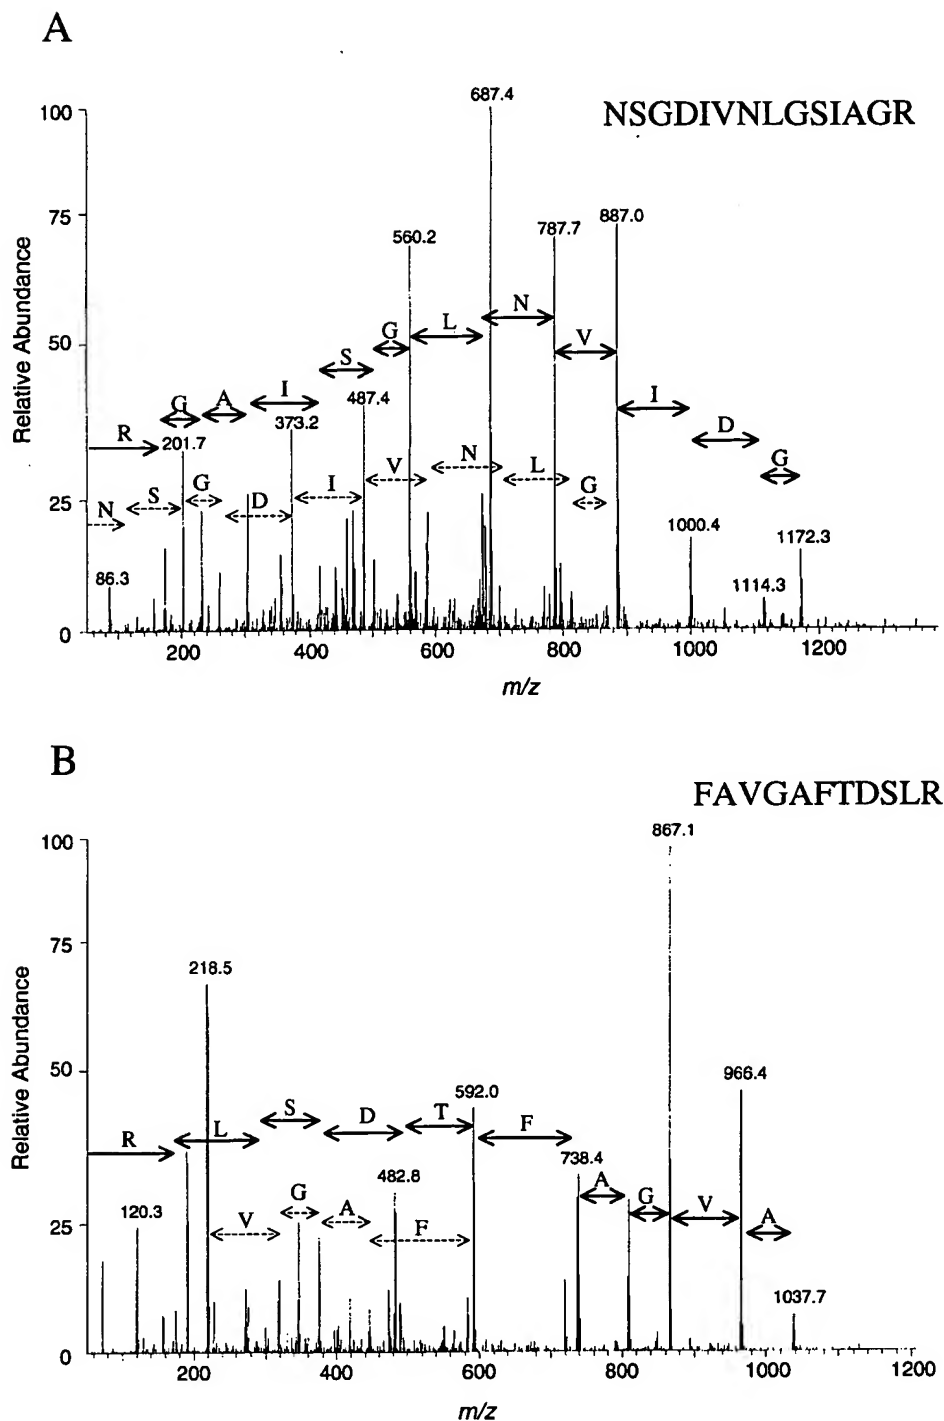 A
NSGDIVNLGSIAGR
Relative Abundance
100
75
50
25
0
687.4
887.0
787.7
560.2
N
L
G
V
S
I
A
G
487.4
I
373.2
D
R
201.7
G
N
V
L
S
G
I
G
D
N
1000.4
1172.3
86.3
1114.3
200 400 600 800 1000 1200
m/z
B
FAVGAFTDSLR
Relative Abundance
100
75
50
25
0
867.1
218.5
966.4
592.0
S
T
D
F
R
L
738.4
A
482.8
G
G
V
A
A
V
F
120.3
1037.7
200 400 600 800 1000 1200
m/z